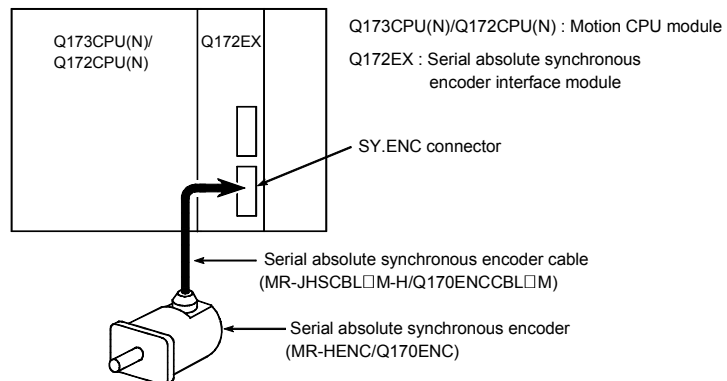 Q173CPU(N)/
Q172CPU(N)
Q172EX
Q173CPU(N)/Q172CPU(N) : Motion CPU module
Q172EX : Serial absolute synchronous
encoder interface module
SY.ENC connector
Serial absolute synchronous encoder cable
(MR-JHSCBL□M-H/Q170ENCCBL□M)
Serial absolute synchronous encoder
(MR-HENC/Q170ENC)